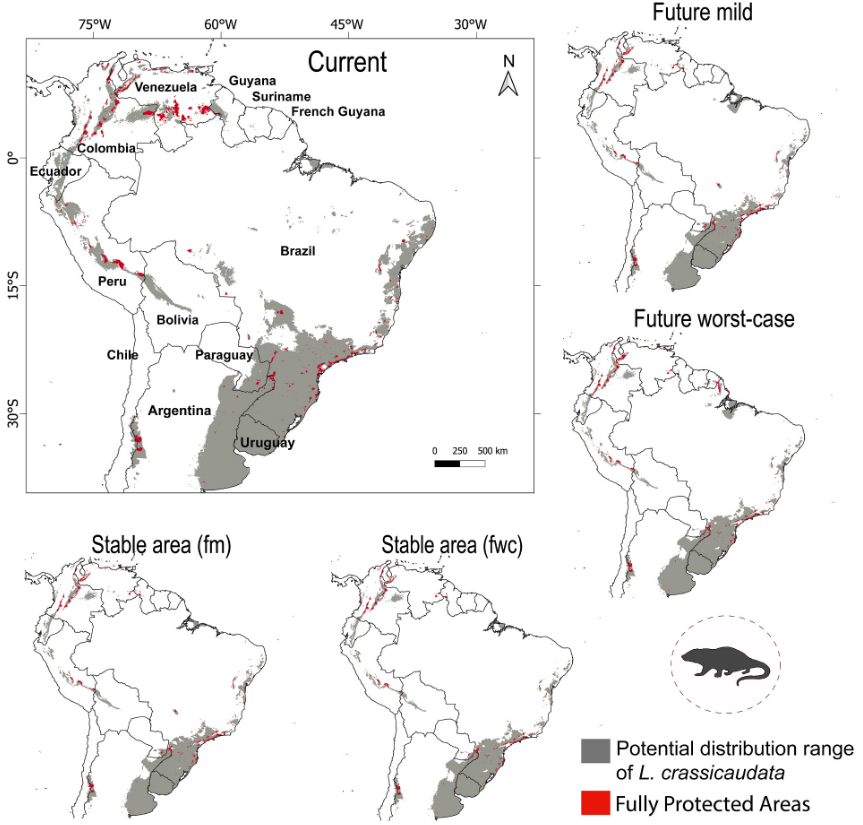 Future mild
75°W
60°W
45°W
30°W
Current
N
Venezuela
Guyana
Suriname
French Guyana
Colombia
0°
Ecuador
Brazil
15°S
Peru
Bolivia
Future worst-case
Chile
Paraguay
Argentina
30°S
Uruguay
0 250 500 km
Stable area (fm)
Stable area (fwc)
Potential distribution range
of L. crassicaudata
Fully Protected Areas